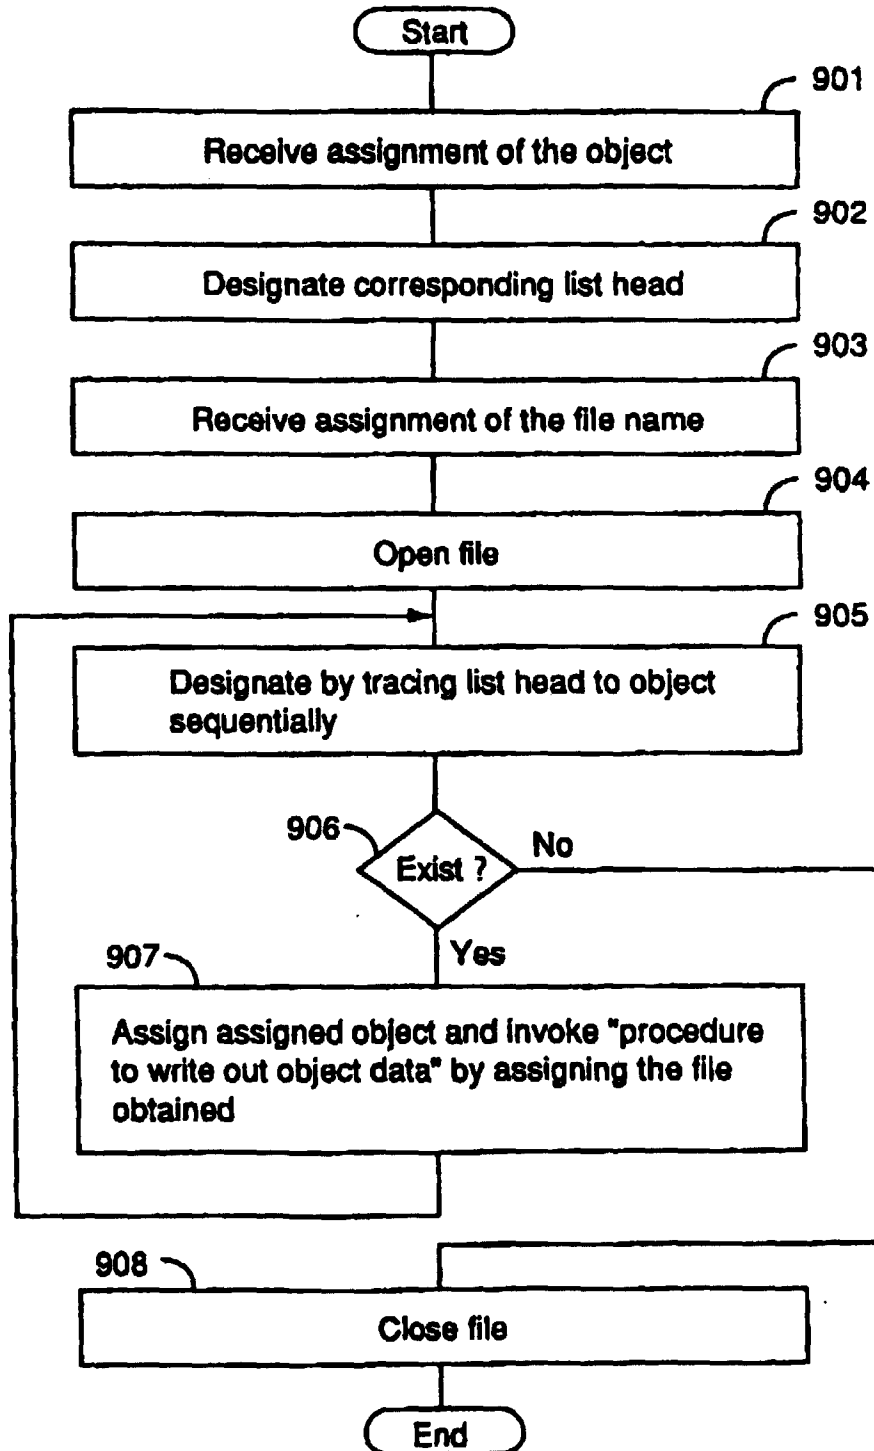 Start
901
Receive assignment of the object
902
Designate corresponding list head
903
Receive assignment of the file name
904
Open file
905
Designate by tracing list head to object
sequentially
906
Exist ?
No
Yes
907
Assign assigned object and invoke "procedure
to write out object data" by assigning the file
obtained
908
Close file
End